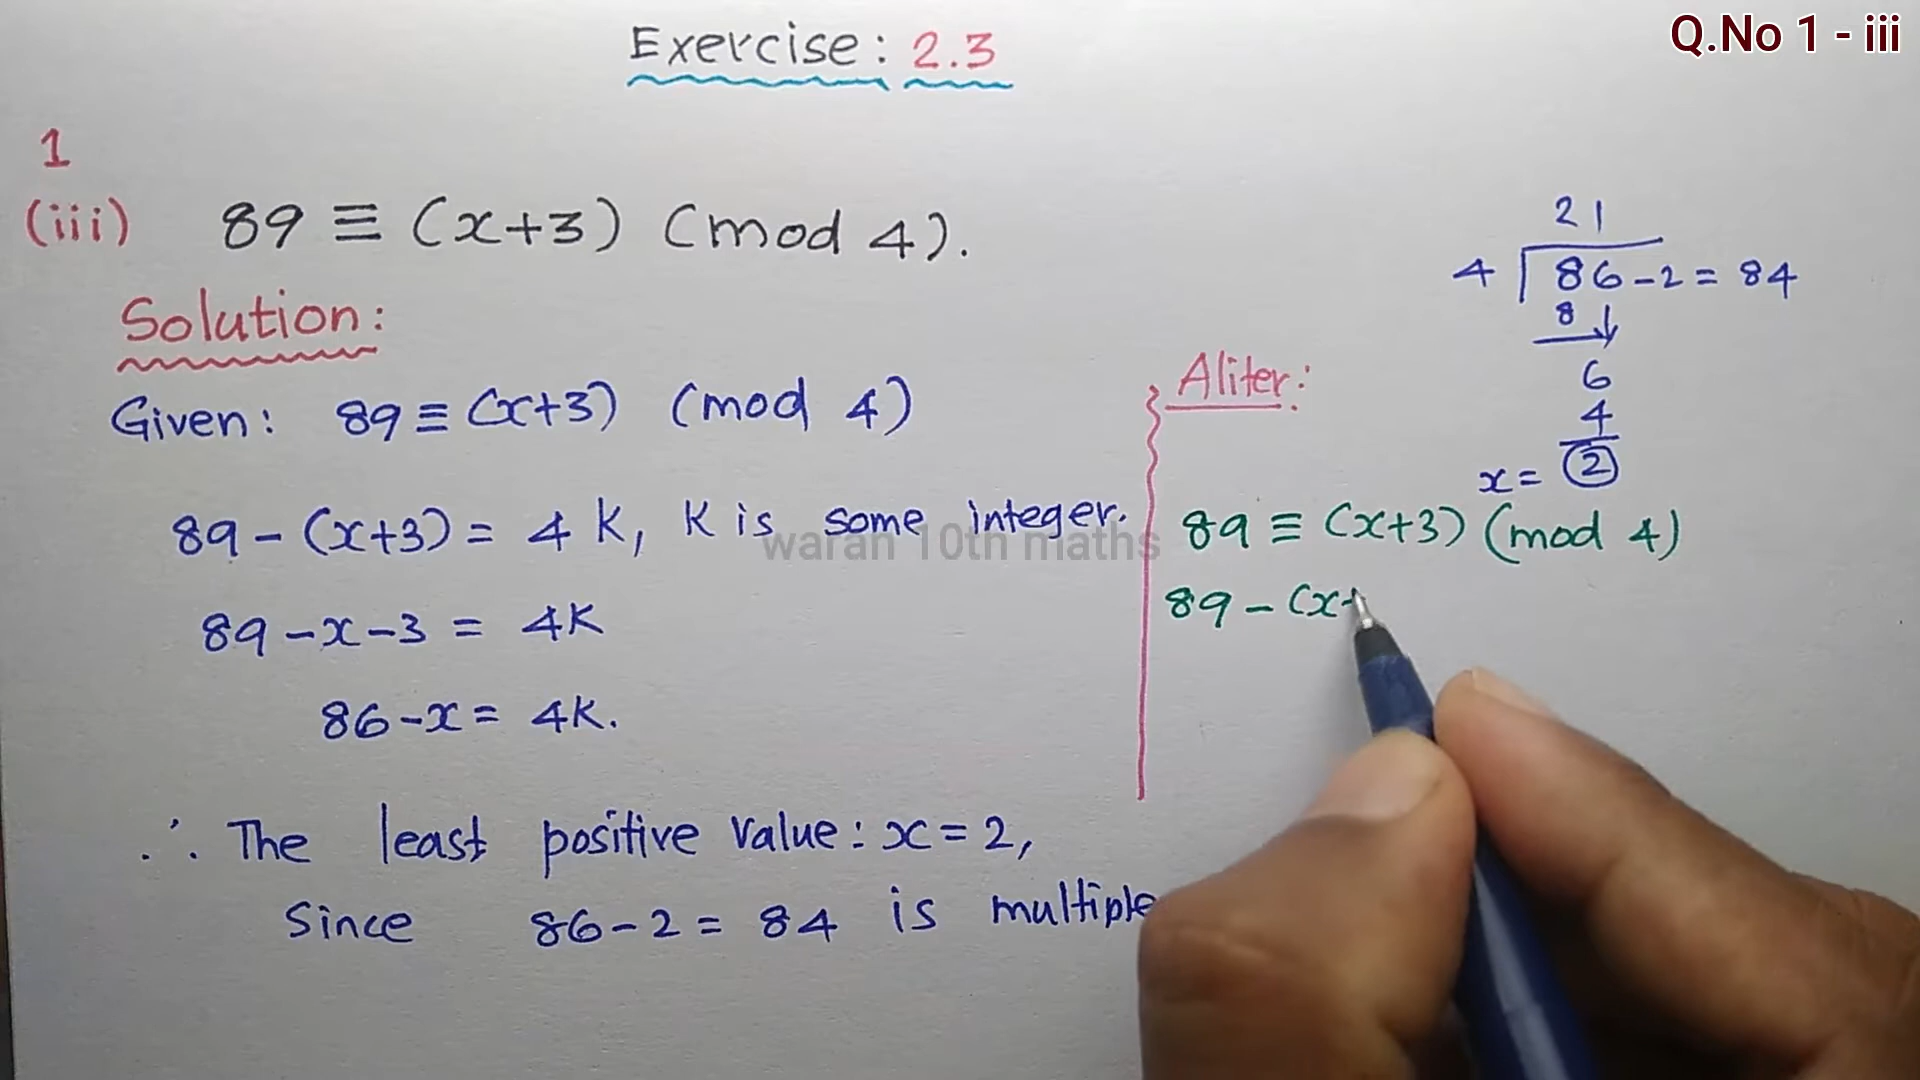 Exercise: 2.3
Q.No 1 - iii
1
(iii) 89 ≡ (x+3) (mod 4).
Solution:
Given: 89 ≡ (x+3) (mod 4)
89 - (x+3) = 4 K, K is some integer.
89 - x - 3 = 4K
86 - x = 4K.
∴ The least positive value: x = 2,
Since 86 - 2 = 84 is multiple
21
4 86 - 2 = 84
8 ↓
6
4
x = 2
Aliter:
89 ≡ (x+3) (mod 4)
89 - (x+
waran 10th maths